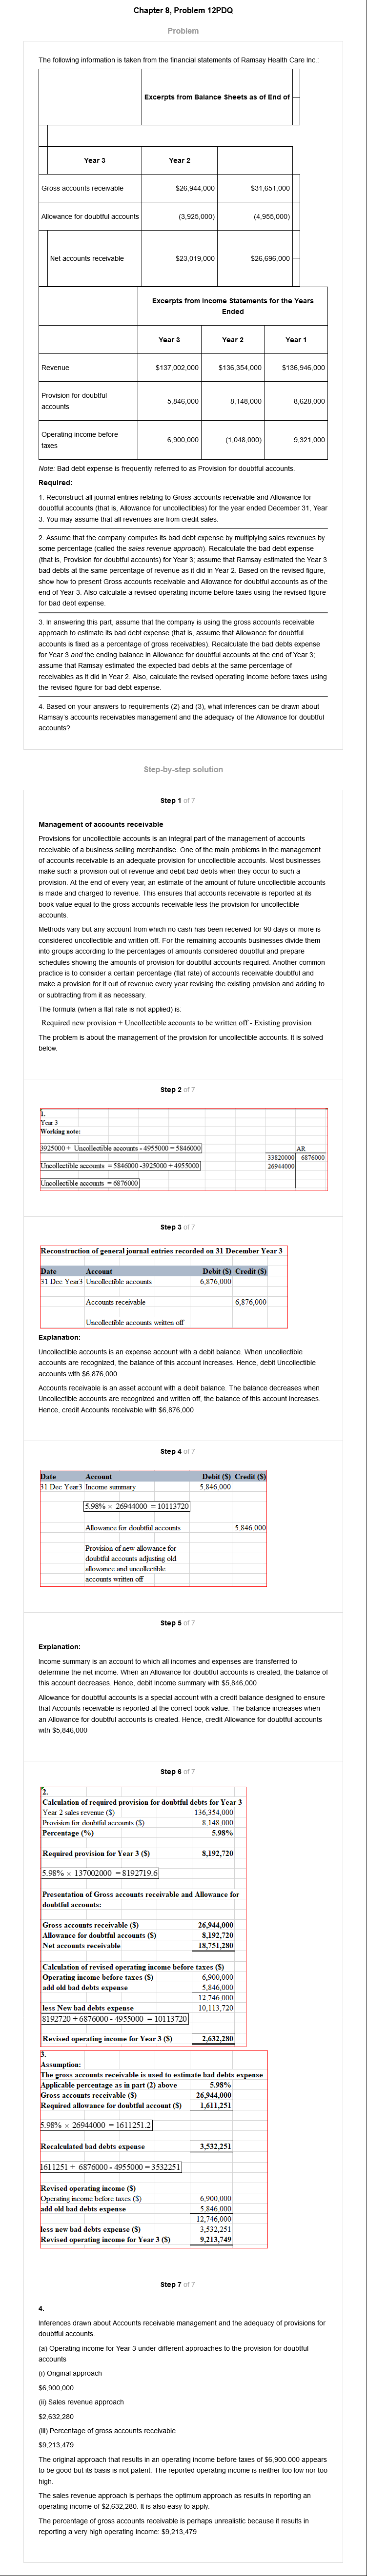 Chapter 8, Problem 12PDQ
Problem
The following information is taken from the financial statements of Ramsay Health Care Inc.:
Excerpts from Balance Sheets as of End of
Year 3 Year 2
Gross accounts receivable $26,944,000 $31,651,000
Allowance for doubtful accounts (3,925,000) (4,955,000)
Net accounts receivable $23,019,000 $26,696,000
Excerpts from Income Statements for the Years
Ended
Year 3 Year 2 Year 1
Revenue $137,002,000 $136,354,000 $136,946,000
Provision for doubtful
accounts 5,846,000 8,148,000 8,628,000
Operating income before
taxes 6,900,000 (1,048,000) 9,321,000
Note: Bad debt expense is frequently referred to as Provision for doubtful accounts.
Required:
1. Reconstruct all journal entries relating to Gross accounts receivable and Allowance for
doubtful accounts (that is, Allowance for uncollectibles) for the year ended December 31, Year
3. You may assume that all revenues are from credit sales.
2. Assume that the company computes its bad debt expense by multiplying sales revenues by
some percentage (called the sales revenue approach). Recalculate the bad debt expense
(that is, Provision for doubtful accounts) for Year 3; assume that Ramsay estimated the Year 3
bad debts at the same percentage of revenue as it did in Year 2. Based on the revised figure,
show how to present Gross accounts receivable and Allowance for doubtful accounts as of the
end of Year 3. Also calculate a revised operating income before taxes using the revised figure
for bad debt expense.
3. In answering this part, assume that the company is using the gross accounts receivable
approach to estimate its bad debt expense (that is, assume that Allowance for doubtful
accounts is fixed as a percentage of gross receivables). Recalculate the bad debts expense
for Year 3 and the ending balance in Allowance for doubtful accounts at the end of Year 3;
assume that Ramsay estimated the expected bad debts at the same percentage of
receivables as it did in Year 2. Also, calculate the revised operating income before taxes using
the revised figure for bad debt expense.
4. Based on your answers to requirements (2) and (3), what inferences can be drawn about
Ramsay's accounts receivables management and the adequacy of the Allowance for doubtful
accounts?
Step-by-step solution
Step 1 of 7
Management of accounts receivable
Provisions for uncollectible accounts is an integral part of the management of accounts
receivable of a business selling merchandise. One of the main problems in the management
of accounts receivable is an adequate provision for uncollectible accounts. Most businesses
make such a provision out of revenue and debit bad debts when they occur to such a
provision. At the end of every year, an estimate of the amount of future uncollectible accounts
is made and charged to revenue. This ensures that accounts receivable is reported at its
book value equal to the gross accounts receivable less the provision for uncollectible
accounts.
Methods vary but any account from which no cash has been received for 90 days or more is
considered uncollectible and written off. For the remaining accounts businesses divide them
into groups according to the percentages of amounts considered doubtful and prepare
schedules showing the amounts of provision for doubtful accounts required. Another common
practice is to consider a certain percentage (flat rate) of accounts receivable doubtful and
make a provision for it out of revenue every year revising the existing provision and adding to
or subtracting from it as necessary.
The formula (when a flat rate is not applied) is:
Required new provision + Uncollectible accounts to be written off - Existing provision
The problem is about the management of the provision for uncollectible accounts. It is solved
below.
Step 2 of 7
1.
Year 3
Working note:
3925000 + Uncollectible accounts - 4955000 = 5846000
AR
33820000 6876000
Uncollectible accounts = 5846000 -3925000 + 4955000
26944000
Uncollectible accounts = 6876000
Step 3 of 7
Reconstruction of general journal entries recorded on 31 December Year 3
Date Account Debit ($) Credit ($)
31 Dec Year3 Uncollectible accounts 6,876,000
Accounts receivable 6,876,000
Uncollectible accounts written off
Explanation:
Uncollectible accounts is an expense account with a debit balance. When uncollectible
accounts are recognized, the balance of this account increases. Hence, debit Uncollectible
accounts with $6,876,000
Accounts receivable is an asset account with a debit balance. The balance decreases when
Uncollectible accounts are recognized and written off, the balance of this account increases.
Hence, credit Accounts receivable with $6,876,000
Step 4 of 7
Date Account Debit ($) Credit ($)
31 Dec Year3 Income summary 5,846,000
5.98% × 26944000 = 10113720
Allowance for doubtful accounts 5,846,000
Provision of new allowance for
doubtful accounts adjusting old
allowance and uncollectible
accounts written off
Step 5 of 7
Explanation:
Income summary is an account to which all incomes and expenses are transferred to
determine the net income. When an Allowance for doubtful accounts is created, the balance of
this account decreases. Hence, debit Income summary with $5,846,000
Allowance for doubtful accounts is a special account with a credit balance designed to ensure
that Accounts receivable is reported at the correct book value. The balance increases when
an Allowance for doubtful accounts is created. Hence, credit Allowance for doubtful accounts
with $5,846,000
Step 6 of 7
2.
Calculation of required provision for doubtful debts for Year 3
Year 2 sales revenue ($) 136,354,000
Provision for doubtful accounts ($) 8,148,000
Percentage (%) 5.98%
Required provision for Year 3 ($) 8,192,720
5.98% × 137002000 = 8192719.6
Presentation of Gross accounts receivable and Allowance for
doubtful accounts:
Gross accounts receivable ($) 26,944,000
Allowance for doubtful accounts ($) 8,192,720
Net accounts receivable 18,751,280
Calculation of revised operating income before taxes ($)
Operating income before taxes ($) 6,900,000
add old bad debts expense 5,846,000
12,746,000
less New bad debts expense 10,113,720
8192720 + 6876000 - 4955000 = 10113720
Revised operating income for Year 3 ($) 2,632,280
3.
Assumption:
The gross accounts receivable is used to estimate bad debts expense
Applicable percentage as in part (2) above 5.98%
Gross accounts receivable ($) 26,944,000
Required allowance for doubtful account ($) 1,611,251
5.98% × 26944000 = 1611251.2
Recalculated bad debts expense 3,532,251
1611251 + 6876000 - 4955000 = 3532251
Revised operating income ($)
Operating income before taxes ($) 6,900,000
add old bad debts expense 5,846,000
12,746,000
less new bad debts expense ($) 3,532,251
Revised operating income for Year 3 ($) 9,213,749
Step 7 of 7
4.
Inferences drawn about Accounts receivable management and the adequacy of provisions for
doubtful accounts.
(a) Operating income for Year 3 under different approaches to the provision for doubtful
accounts
(i) Original approach
$6,900,000
(ii) Sales revenue approach
$2,632,280
(iii) Percentage of gross accounts receivable
$9,213,479
The original approach that results in an operating income before taxes of $6,900.000 appears
to be good but its basis is not patent. The reported operating income is neither too low nor too
high.
The sales revenue approach is perhaps the optimum approach as results in reporting an
operating income of $2,632,280. It is also easy to apply.
The percentage of gross accounts receivable is perhaps unrealistic because it results in
reporting a very high operating income: $9,213,479